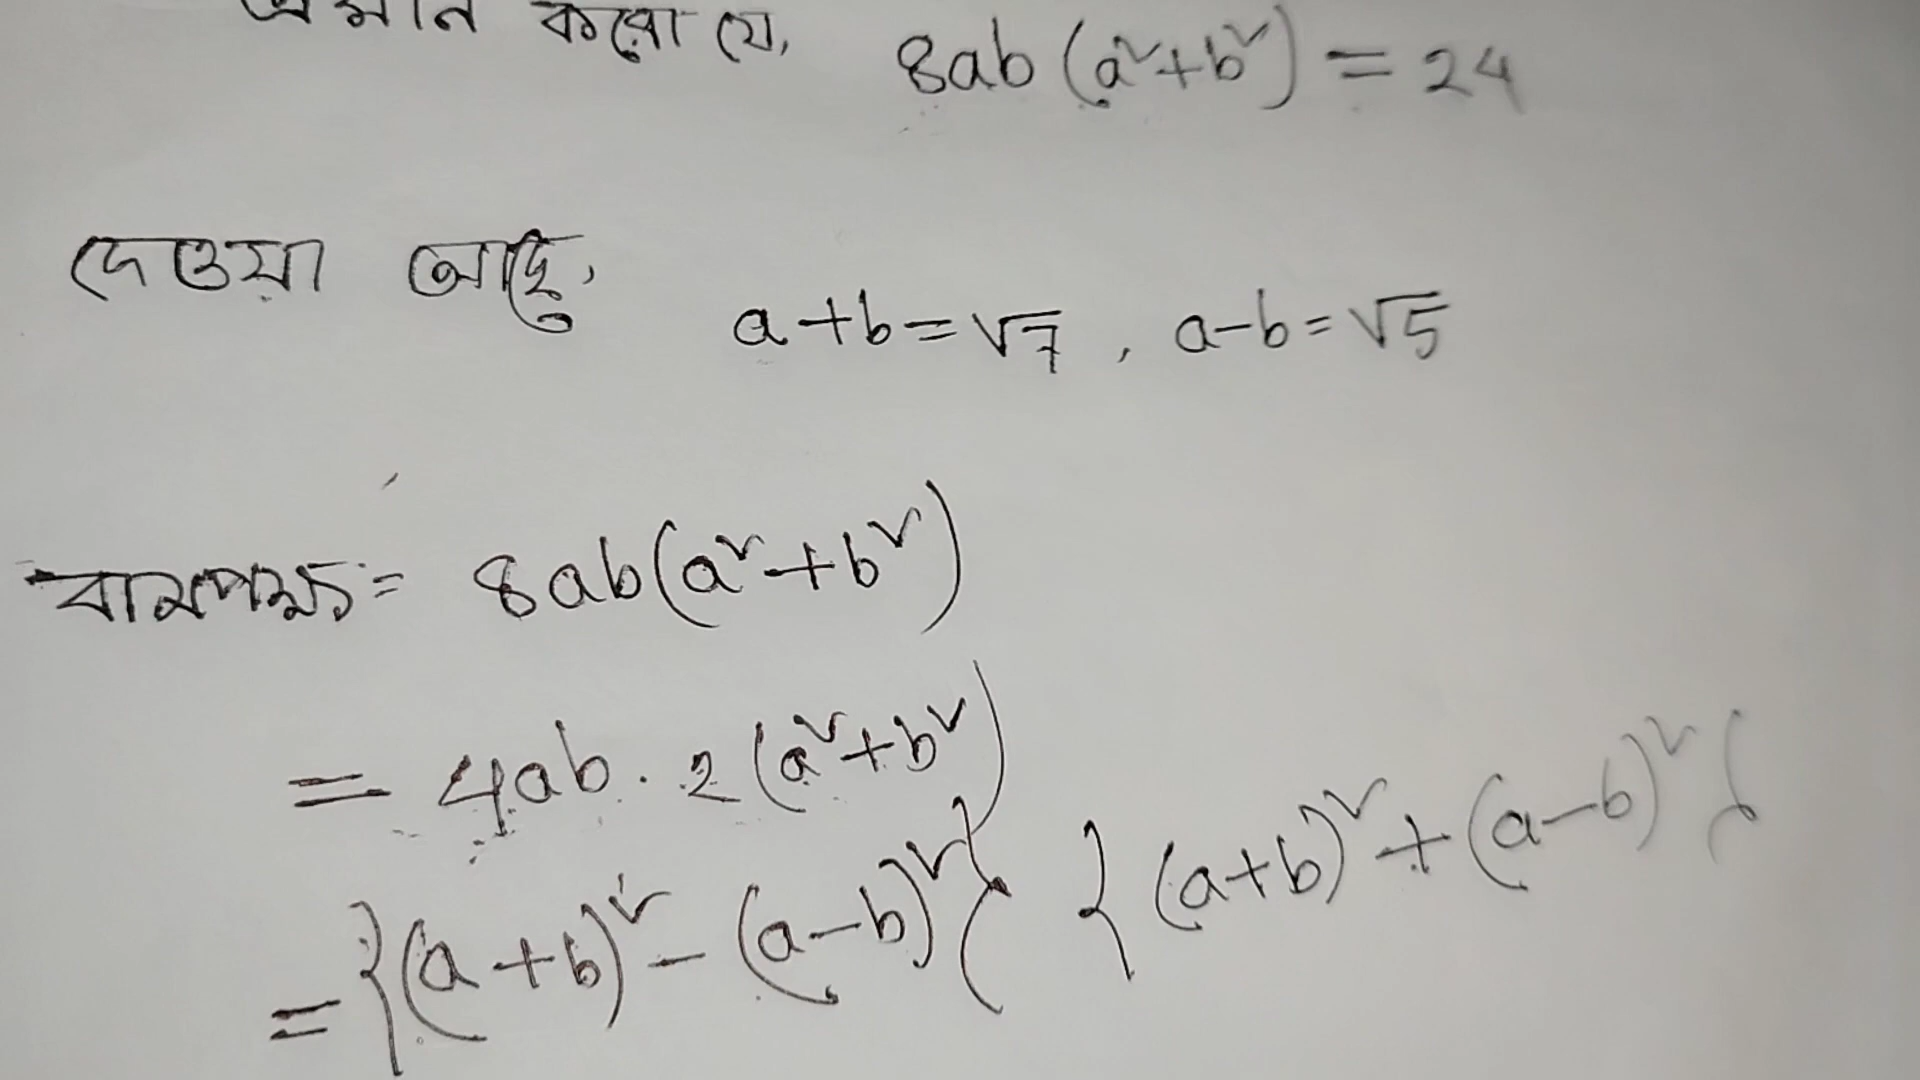 প্রমান করো যে, 8ab(a²+b²) = 24
দেওয়া আছে,
a+b=√7, a-b=√5
বামপক্ষ= 8ab(a²+b²)
= 4ab. 2(a²+b²)
= {(a+b)² - (a-b)²} {(a+b)² + (a-b)²}